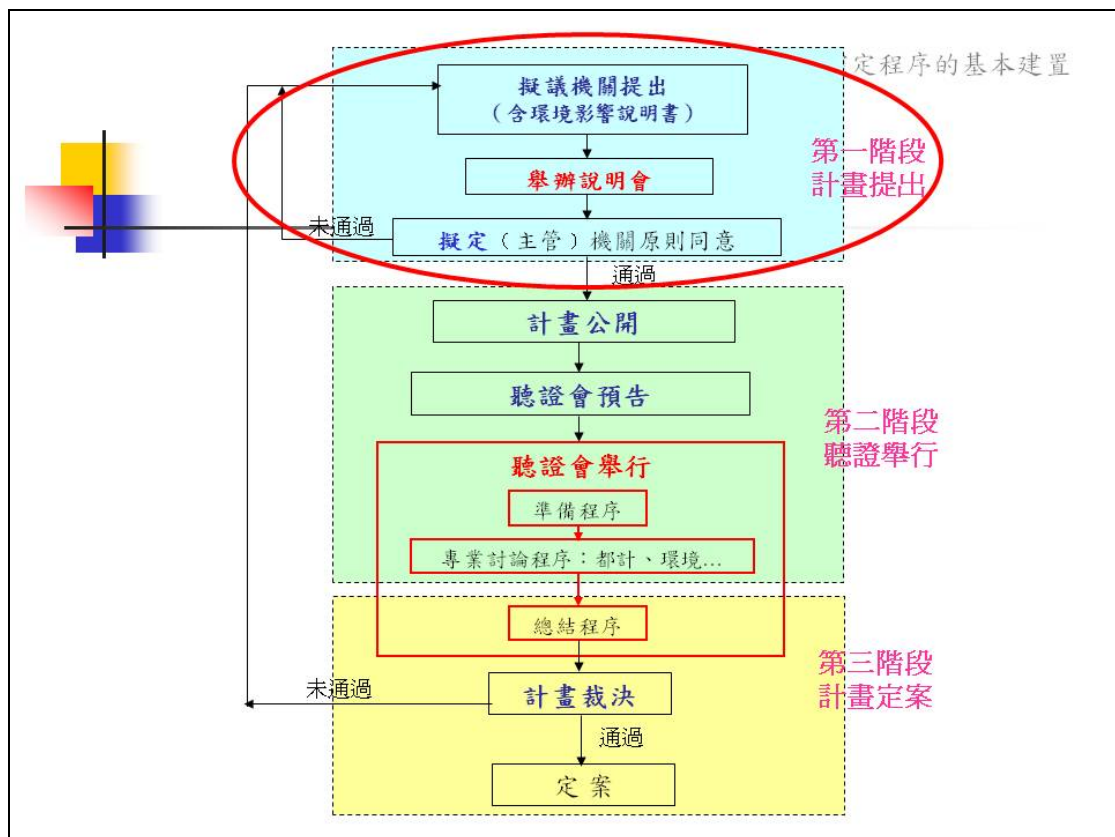 定程序的基本建置
擬議機關提出
（含環境影響說明書）
第一階段
計畫提出
舉辦說明會
未通過
擬定（主管）機關原則同意
通過
計畫公開
聽證會預告
第二階段
聽證舉行
聽證會舉行
準備程序
專業討論程序：都計、環境...
總結程序
第三階段
計畫定案
未通過
計畫裁決
通過
定 案